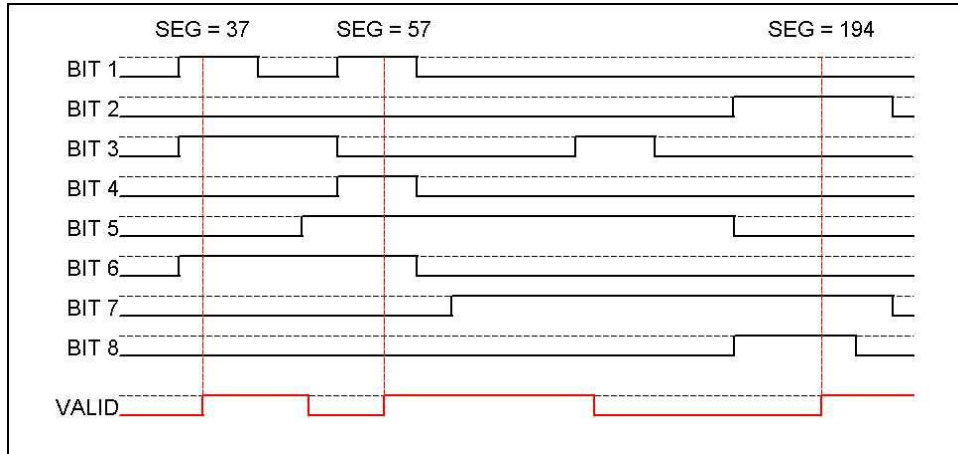 SEG = 37 SEG = 57 SEG = 194
BIT 1
BIT 2
BIT 3
BIT 4
BIT 5
BIT 6
BIT 7
BIT 8
VALID